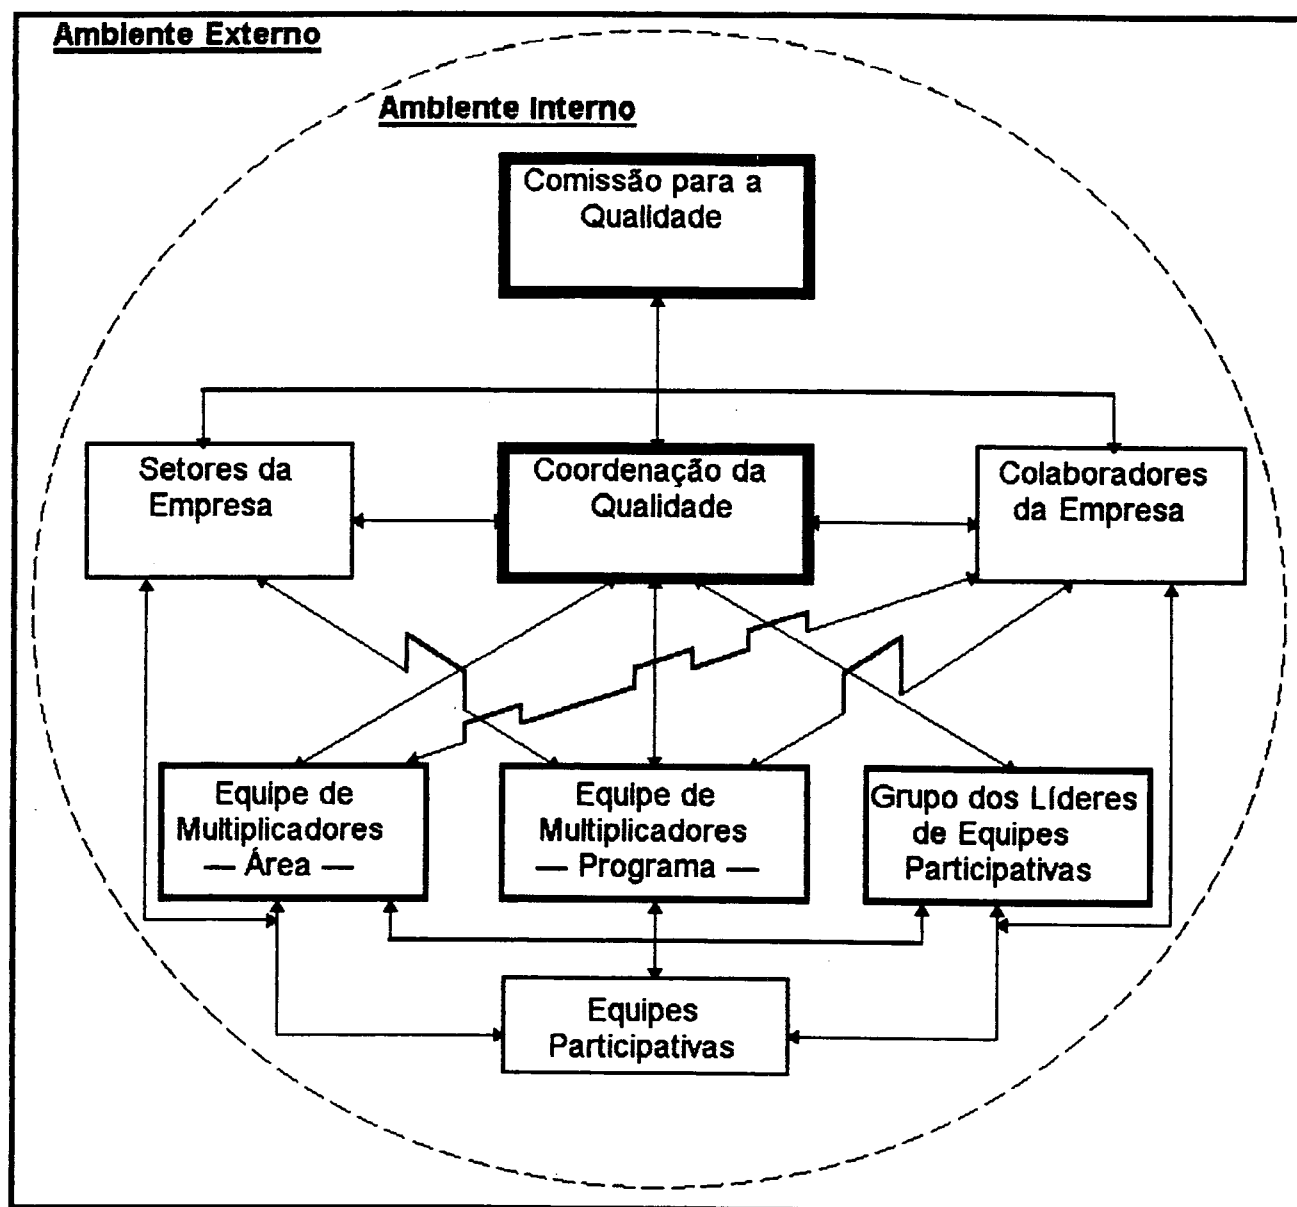 Ambiente Externo
Ambiente Interno
Comissão para a
Qualidade
Setores da
Empresa
Coordenação da
Qualidade
Colaboradores
da Empresa
Equipe de
Multiplicadores
— Área —
Equipe de
Multiplicadores
— Programa —
Grupo dos Líderes
de Equipes
Participativas
Equipes
Participativas